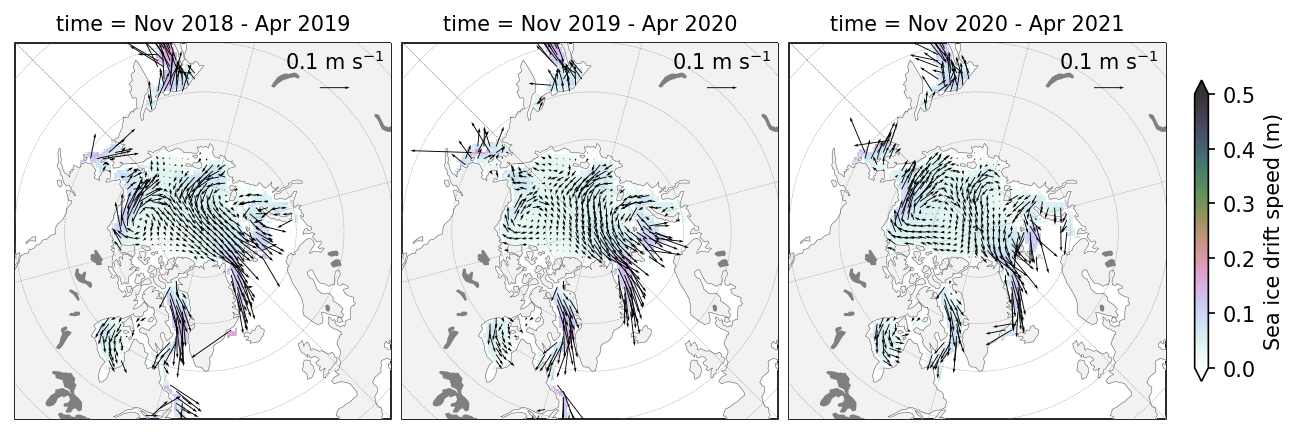 time = Nov 2018 - Apr 2019
time = Nov 2019 - Apr 2020
time = Nov 2020 - Apr 2021
0.1 m s⁻¹
0.1 m s⁻¹
0.1 m s⁻¹
0.5
0.4
0.3
0.2
0.1
0.0
Sea ice drift speed (m)